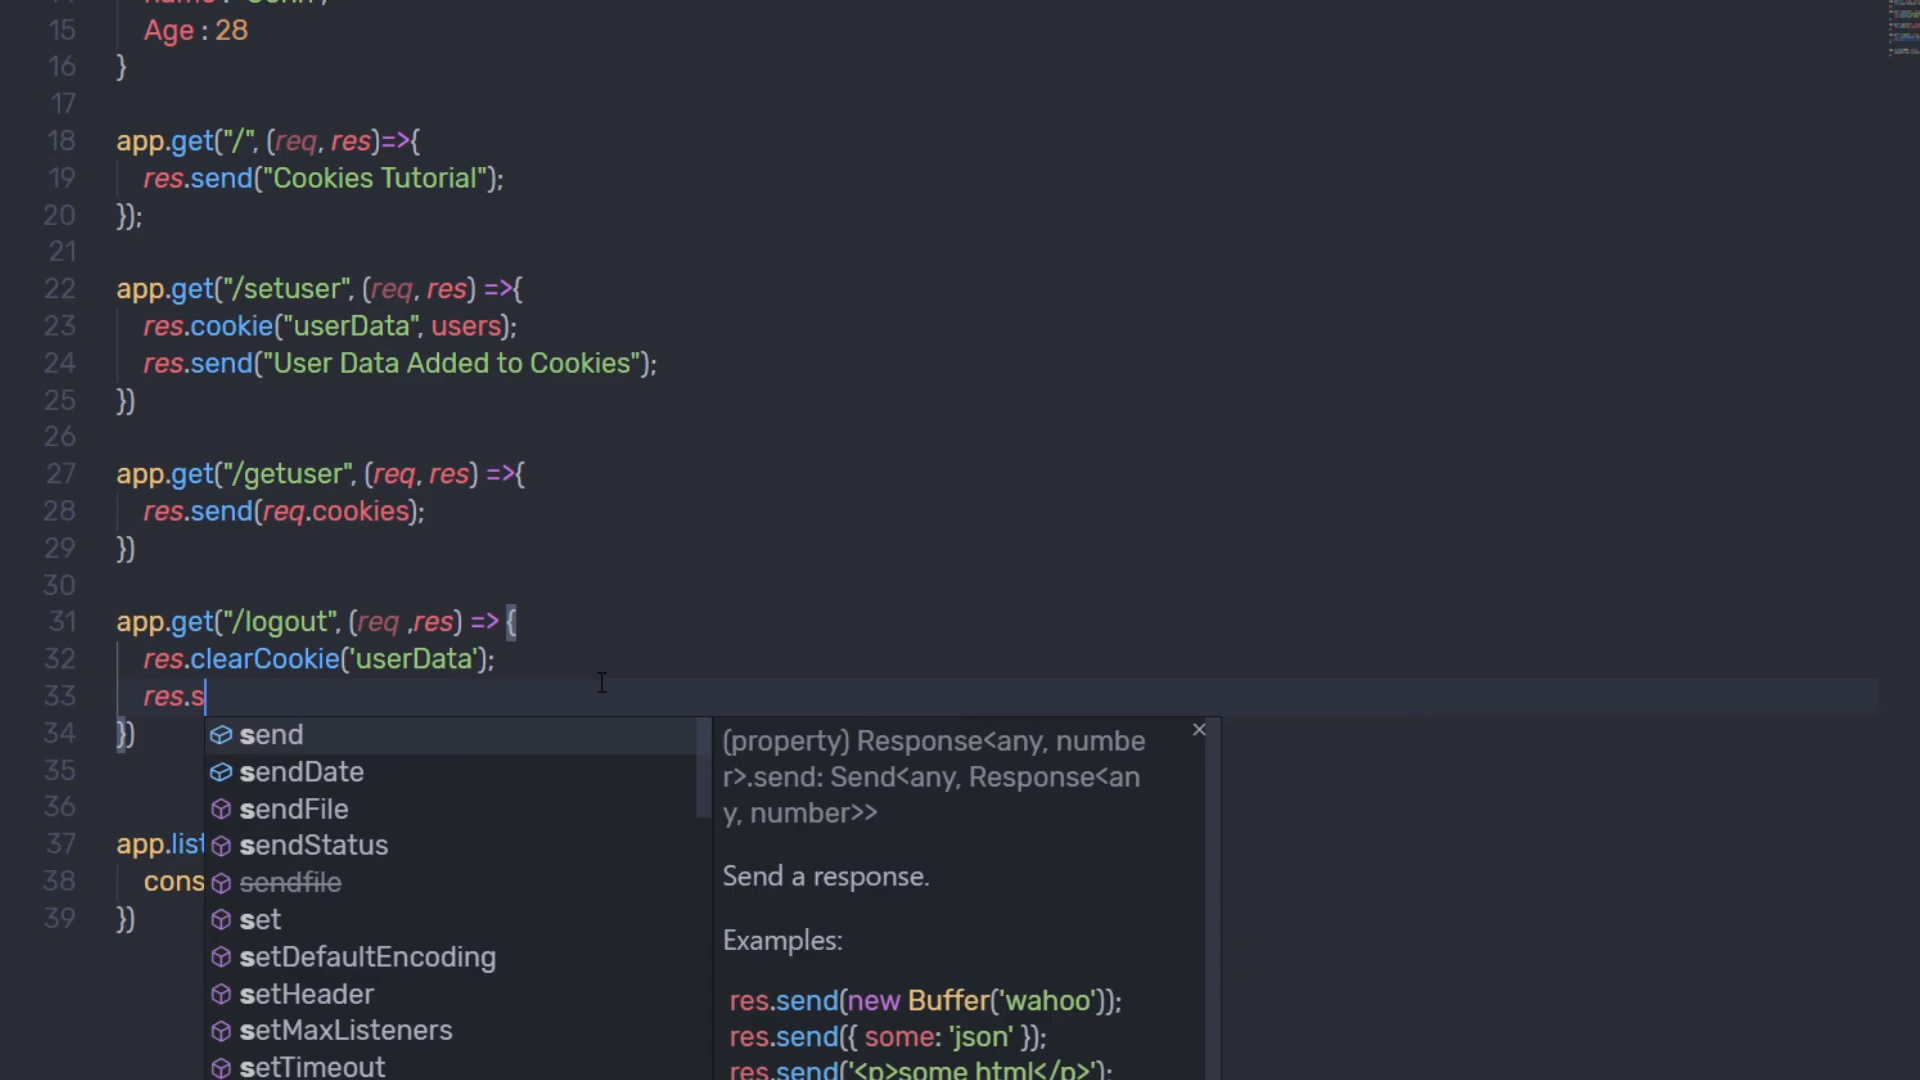 14 name : "John",
15 Age : 28
16 }
17
18 app.get("/", (req, res)=>{
19 res.send("Cookies Tutorial");
20 });
21
22 app.get("/setuser", (req, res) =>{
23 res.cookie("userData", users);
24 res.send("User Data Added to Cookies");
25 })
26
27 app.get("/getuser", (req, res) =>{
28 res.send(req.cookies);
29 })
30
31 app.get("/logout", (req ,res) => {
32 res.clearCookie('userData');
33 res.s
34 })
35
36
37 app.list
38 cons
39 })
send
sendDate
sendFile
sendStatus
sendfile
set
setDefaultEncoding
setHeader
setMaxListeners
setTimeout
(property) Response<any, numbe
r>.send: Send<any, Response<an
y, number>>
Send a response.
Examples:
res.send(new Buffer('wahoo'));
res.send({ some: 'json' });
res.send('<p>some html</p>');